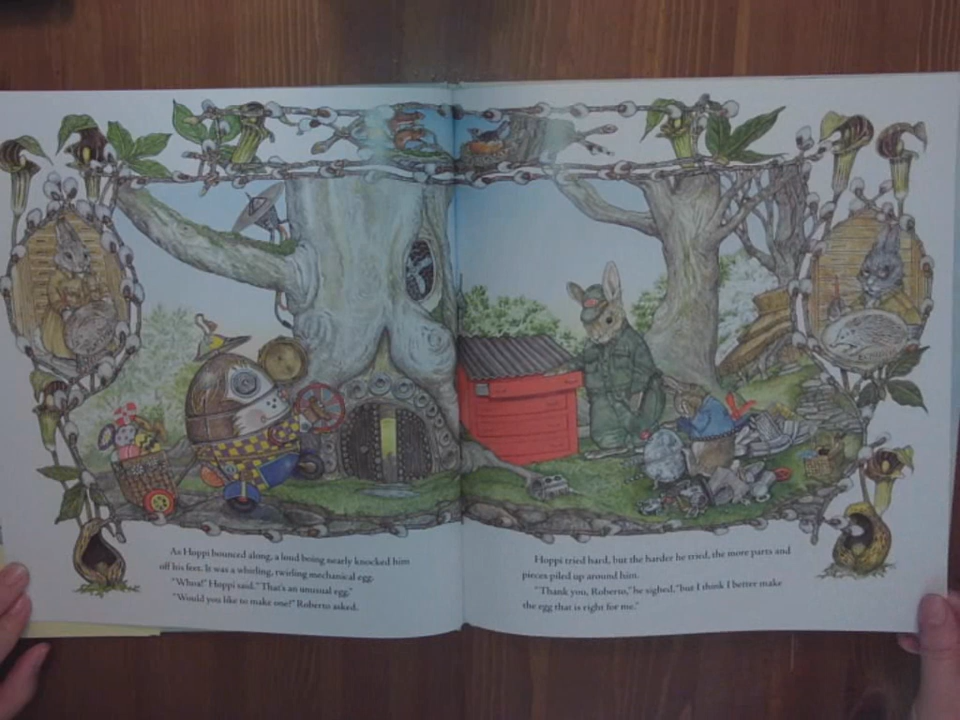 As Hoppi bounced along, a loud boing nearly knocked him
off his feet. It was a whirling, twirling mechanical egg.
"Whoa!" Hoppi said. "That's an unusual egg."
"Would you like to make one?" Roberto asked.
Hoppi tried hard, but the harder he tried, the more parts and
pieces piled up around him.
"Thank you, Roberto," he sighed, "but I think I better make
the egg that is right for me."